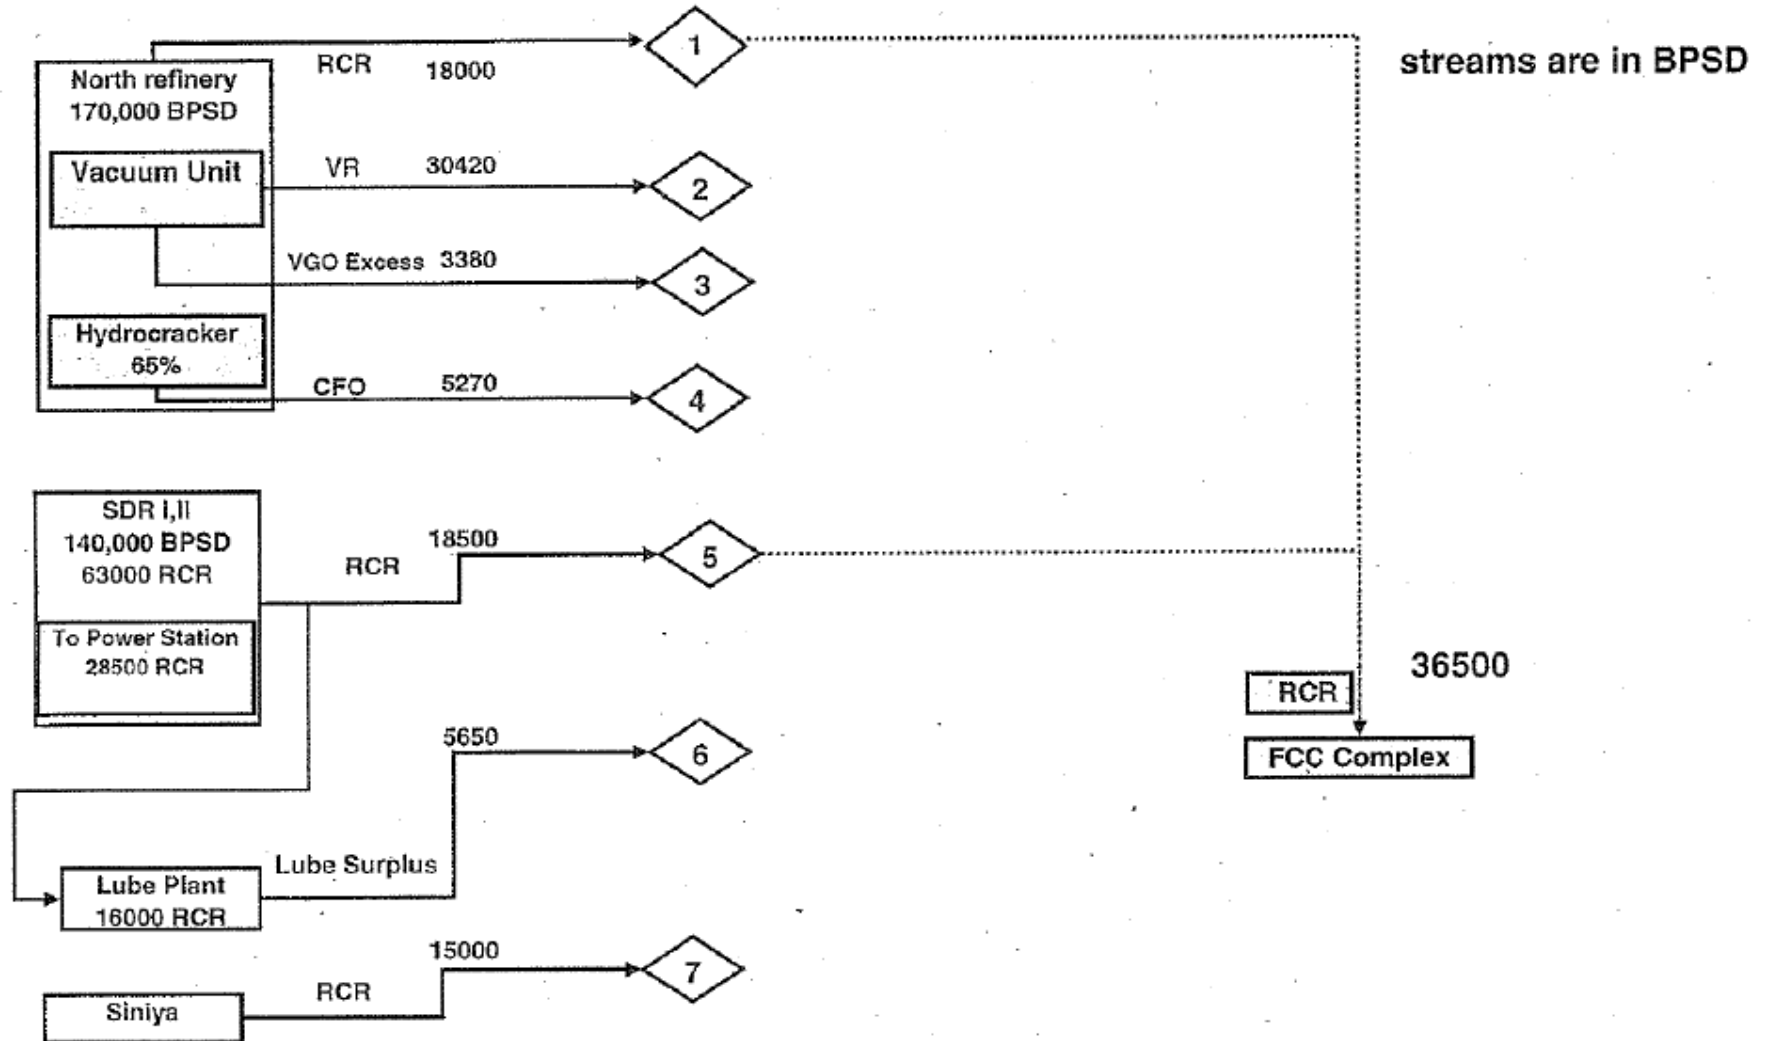 streams are in BPSD
RCR 18000
1
North refinery
170,000 BPSD
Vacuum Unit
VR 30420
2
VGO Excess 3380
3
Hydrocracker
65%
CFO 5270
4
SDR I,II
140,000 BPSD
63000 RCR
RCR 18500
5
To Power Station
28500 RCR
36500
RCR
FCC Complex
5650
6
Lube Surplus
Lube Plant
16000 RCR
15000
7
RCR
Siniya